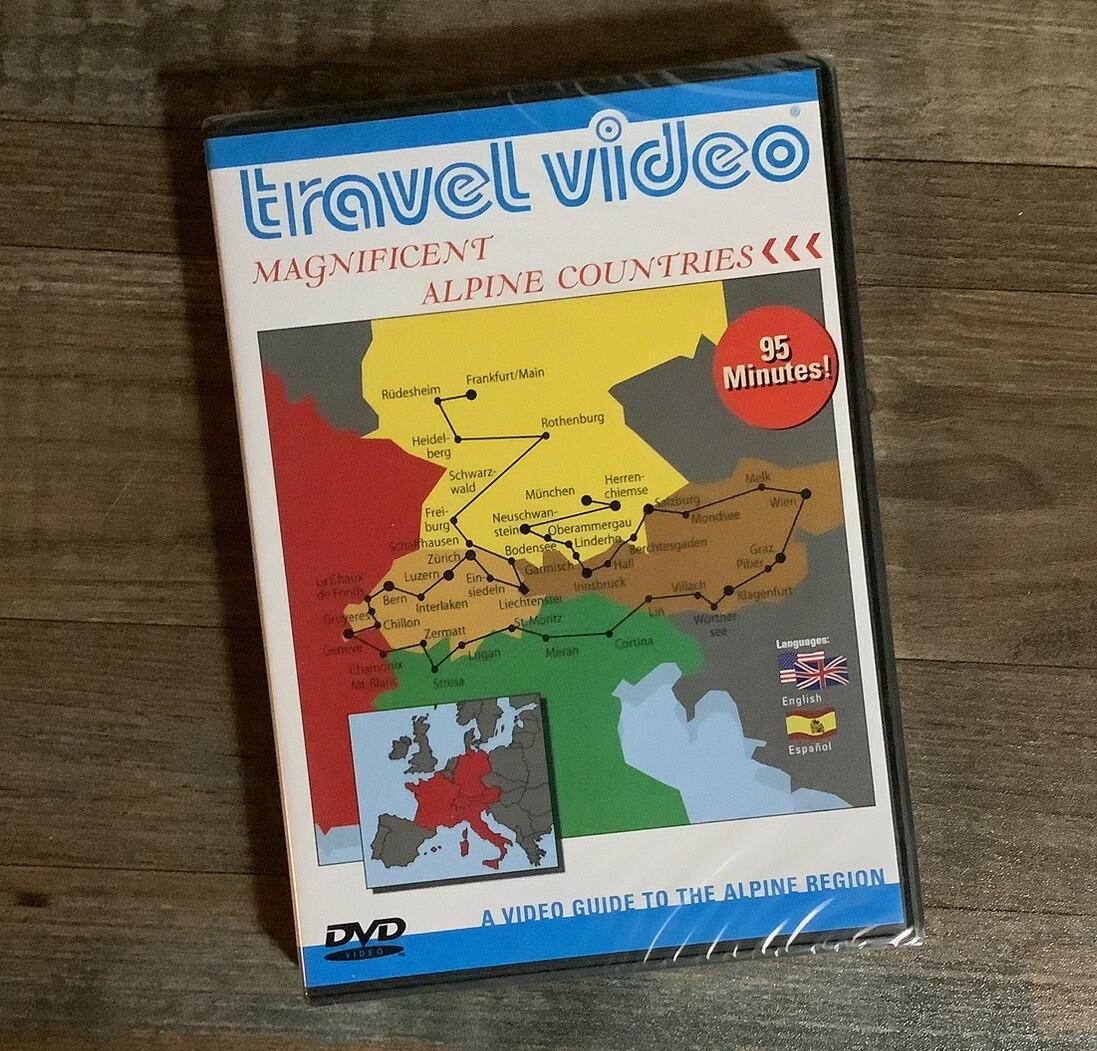 travel video®
MAGNIFICENT
ALPINE COUNTRIES
95
Minutes!
Frankfurt/Main
Rüdesheim
Heidel-
berg
Rothenburg
Schwarz-
wald
Frei-
burg
Schaffhausen
München
Herren-
chiemse
Neuschwan-
stein
Oberammergau
Linderho
Bodensee
Garmisch
Salzburg
Mondsee
Melk
Wien
Berchtesgaden
Hall
Innsbruck
Graz
Piber
Klagenfurt
Villach
Wörther-
see
Lin
Zürich
Luzern
Ein-
siedeln
Liechtenstei
La Chaux
de Fonds
Bern
Interlaken
Gruyeres
Chillon
Geneve
Zermatt
St. Moritz
Lugan
Meran
Cortina
Chamonix
Mt. Blanc
Stresa
Languages:
English
Español
A VIDEO GUIDE TO THE ALPINE REGION
DVD
VIDEO